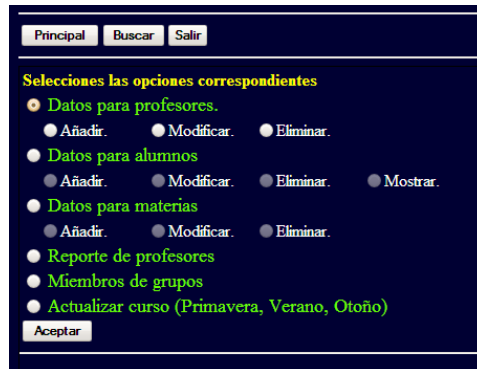 Principal Buscar Salir
Selecciones las opciones correspondientes
Datos para profesores.
Añadir. Modificar. Eliminar.
Datos para alumnos
Añadir. Modificar. Eliminar. Mostrar.
Datos para materias
Añadir. Modificar. Eliminar.
Reporte de profesores
Miembros de grupos
Actualizar curso (Primavera, Verano, Otoño)
Aceptar